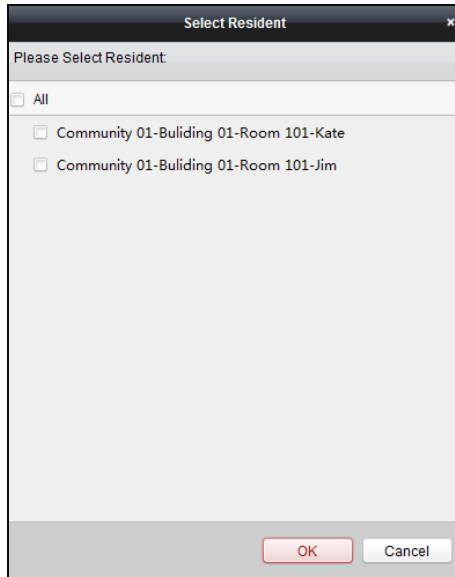 Select Resident ×
Please Select Resident:
All
Community 01-Buliding 01-Room 101-Kate
Community 01-Buliding 01-Room 101-Jim
OK Cancel